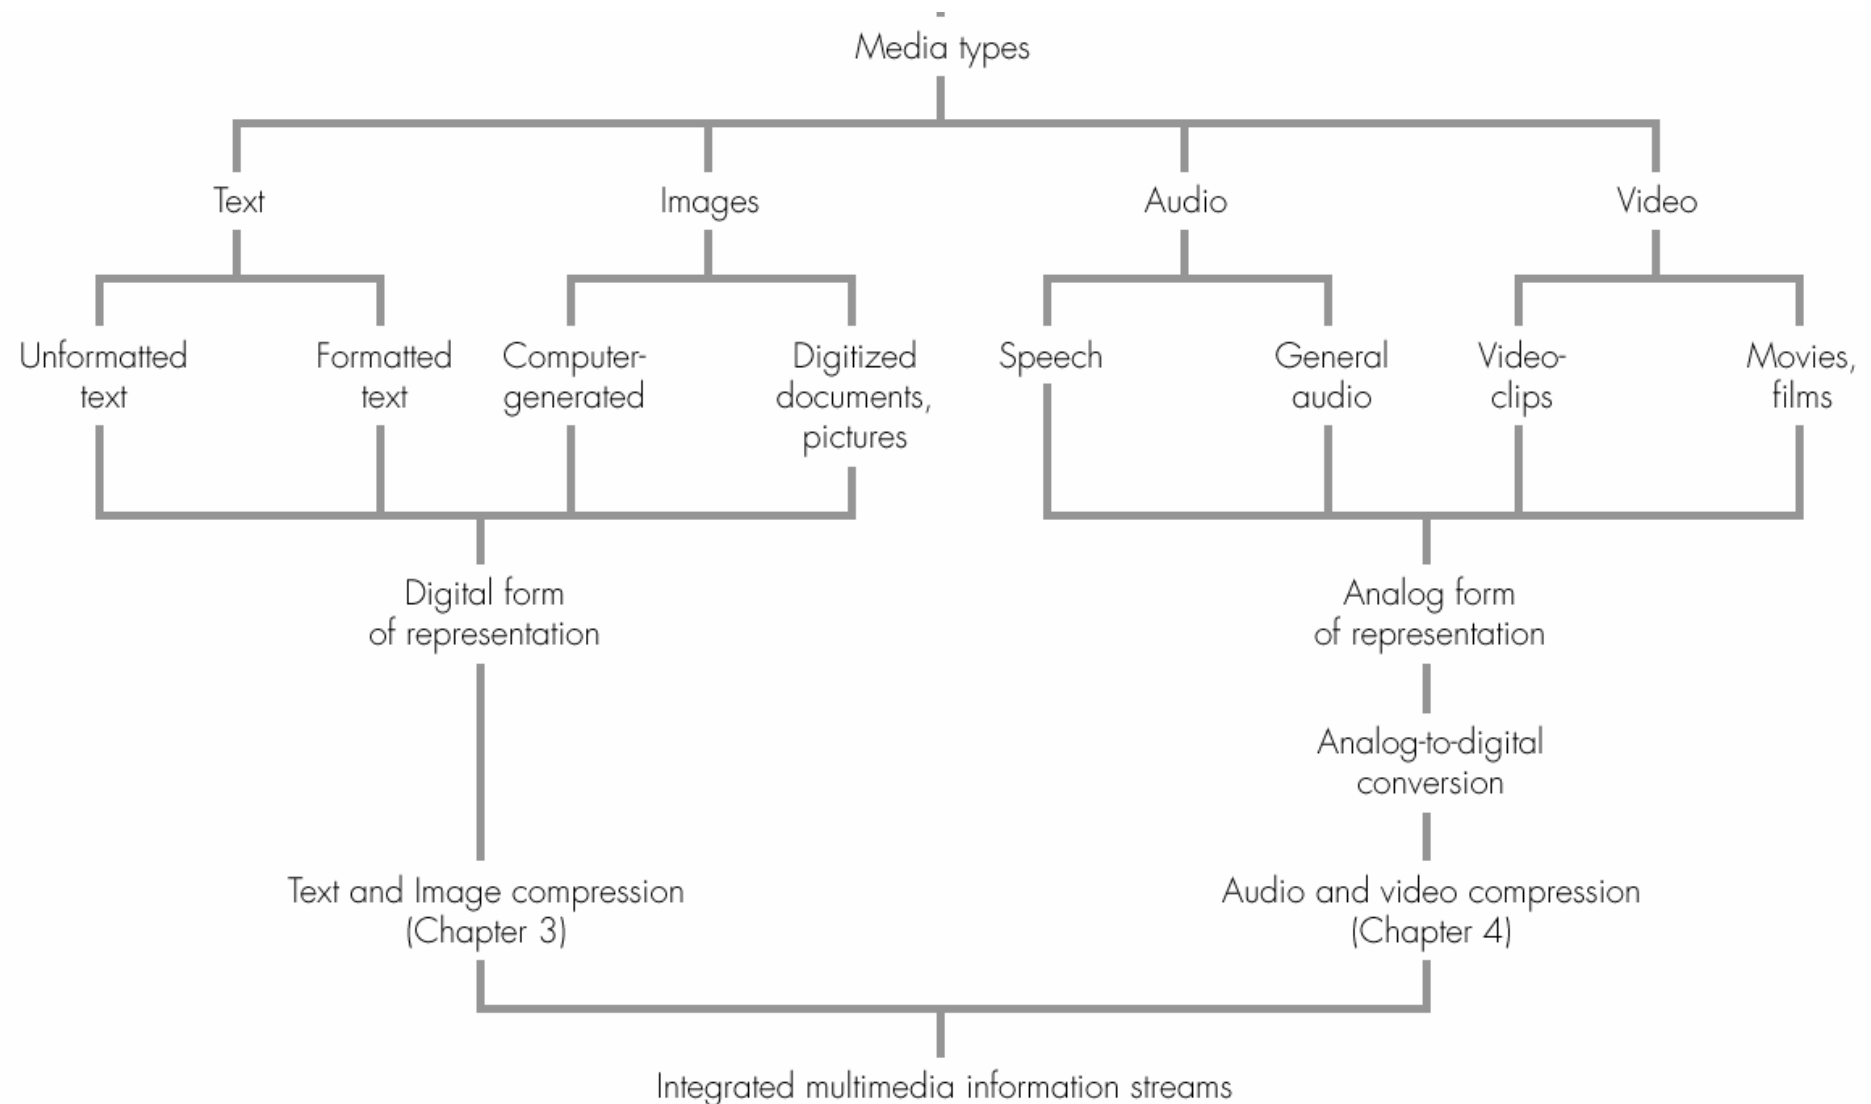 Media types
Text
Images
Audio
Video
Unformatted
text
Formatted
text
Computer-
generated
Digitized
documents,
pictures
Speech
General
audio
Video-
clips
Movies,
films
Digital form
of representation
Analog form
of representation
Analog-to-digital
conversion
Text and Image compression
(Chapter 3)
Audio and video compression
(Chapter 4)
Integrated multimedia information streams